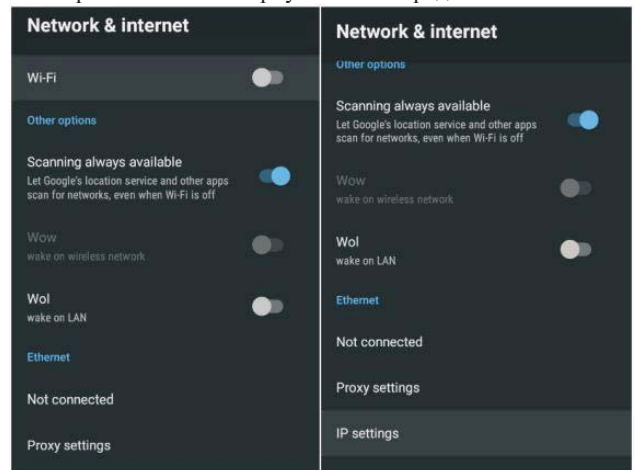 Network & internet
Wi-Fi
Other options
Scanning always available
Let Google's location service and other apps
scan for networks, even when Wi-Fi is off
Wow
wake on wireless network
Wol
wake on LAN
Ethernet
Not connected
Proxy settings
Network & internet
Other options
Scanning always available
Let Google's location service and other apps
scan for networks, even when Wi-Fi is off
Wow
wake on wireless network
Wol
wake on LAN
Ethernet
Not connected
Proxy settings
IP settings